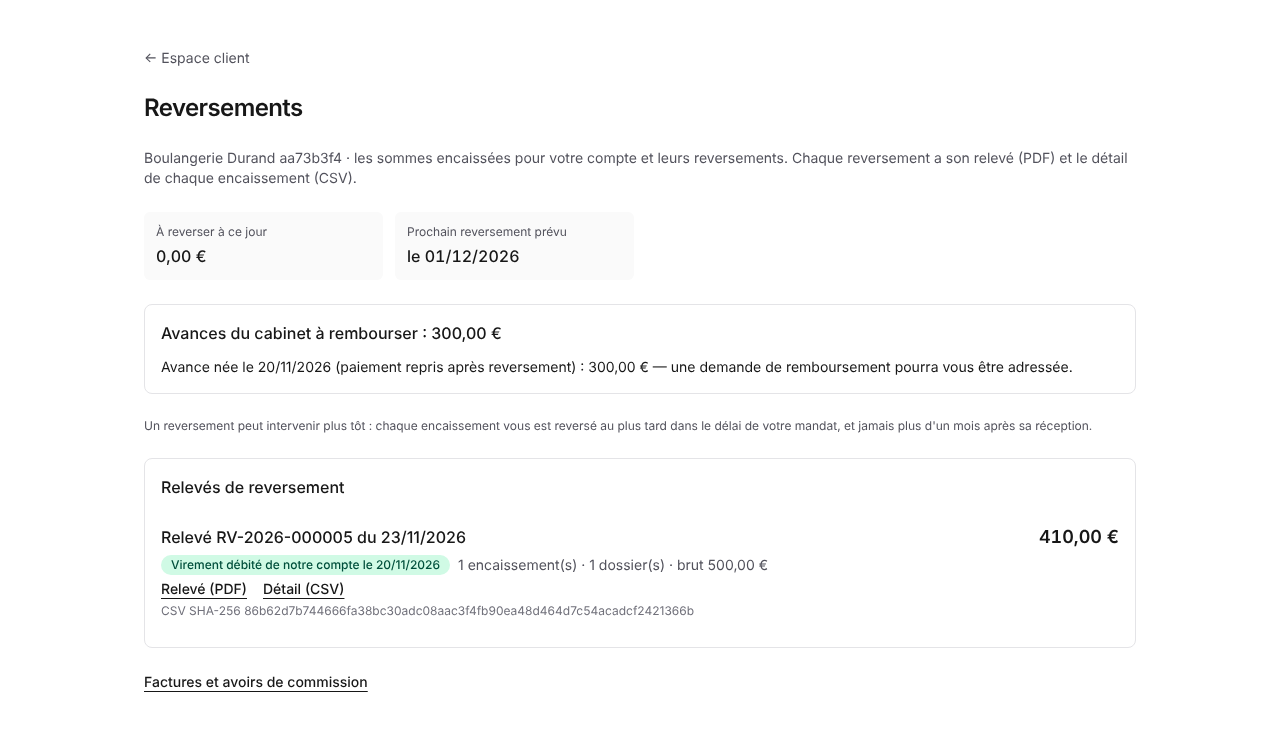 ← Espace client
Reversements
Boulangerie Durand aa73b3f4 · les sommes encaissées pour votre compte et leurs reversements. Chaque reversement a son relevé (PDF) et le détail
de chaque encaissement (CSV).
À reverser à ce jour
0,00 €
Prochain reversement prévu
le 01/12/2026
Avances du cabinet à rembourser : 300,00 €
Avance née le 20/11/2026 (paiement repris après reversement) : 300,00 € — une demande de remboursement pourra vous être adressée.
Un reversement peut intervenir plus tôt : chaque encaissement vous est reversé au plus tard dans le délai de votre mandat, et jamais plus d'un mois après sa réception.
Relevés de reversement
Relevé RV-2026-000005 du 23/11/2026
410,00 €
Virement débité de notre compte le 20/11/2026
1 encaissement(s) · 1 dossier(s) · brut 500,00 €
Relevé (PDF) Détail (CSV)
CSV SHA-256 86b62d7b744666fa38bc30adc08aac3f4fb90ea48d464d7c54acadcf2421366b
Factures et avoirs de commission